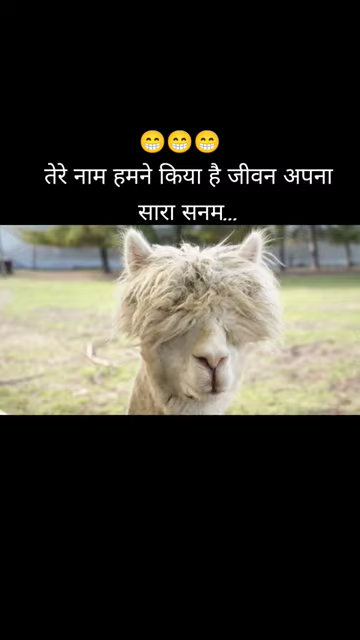 😁😁😁
तेरे नाम हमने किया है जीवन अपना
सारा सनम...